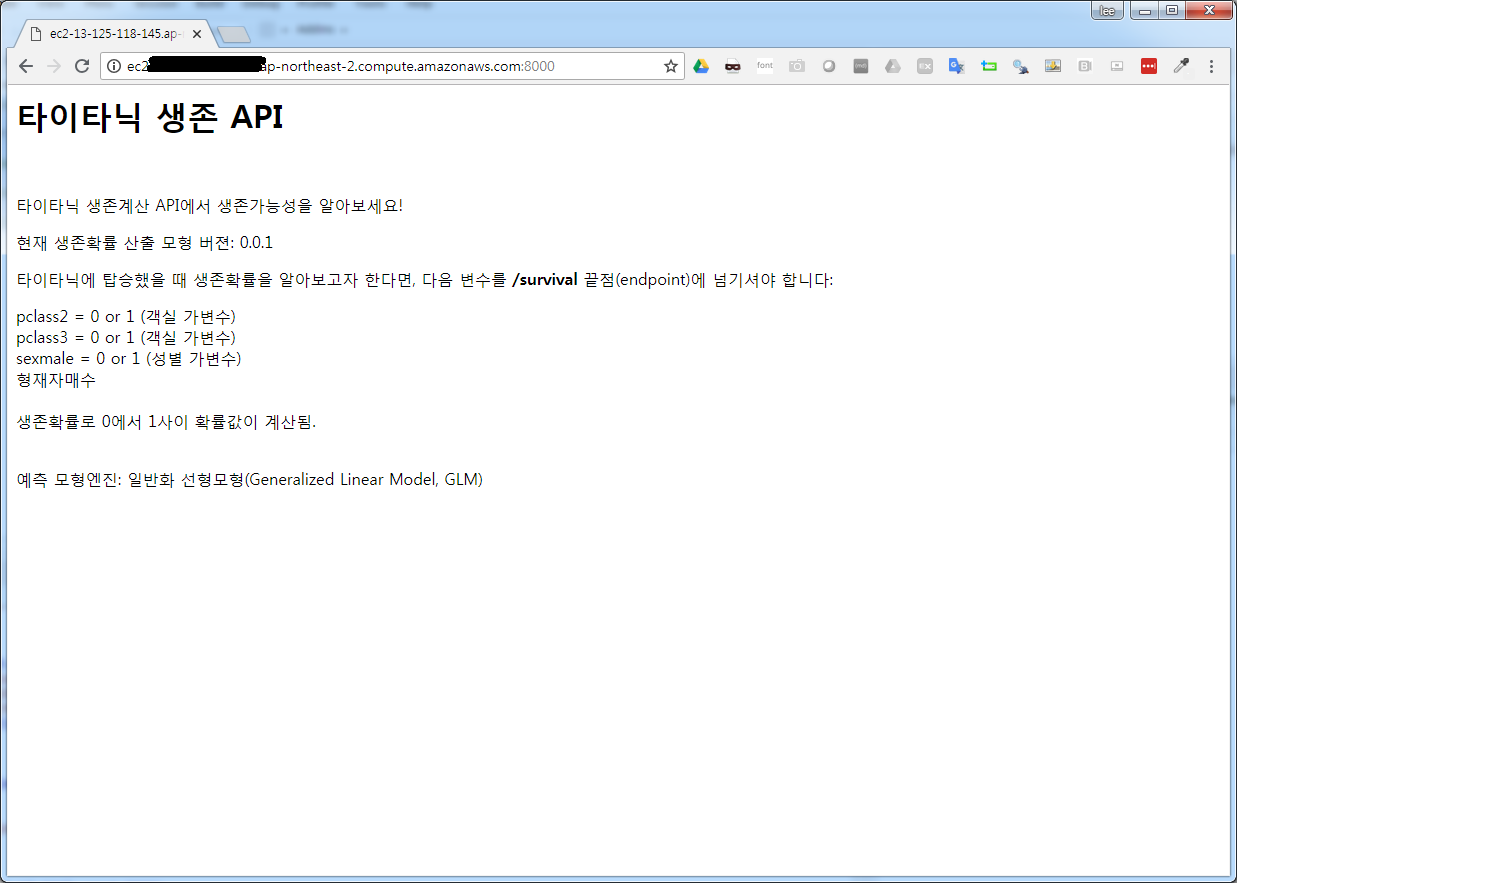 lee
ec2-13-125-118-145.ap-
ec2 ap-northeast-2.compute.amazonaws.com:8000
font
타이타닉 생존 API
타이타닉 생존계산 API에서 생존가능성을 알아보세요!
현재 생존확률 산출 모형 버젼: 0.0.1
타이타닉에 탑승했을 때 생존확률을 알아보고자 한다면, 다음 변수를 /survival 끝점(endpoint)에 넘기셔야 합니다:
pclass2 = 0 or 1 (객실 가변수)
pclass3 = 0 or 1 (객실 가변수)
sexmale = 0 or 1 (성별 가변수)
형재자매수
생존확률로 0에서 1사이 확률값이 계산됨.
예측 모형엔진: 일반화 선형모형(Generalized Linear Model, GLM)